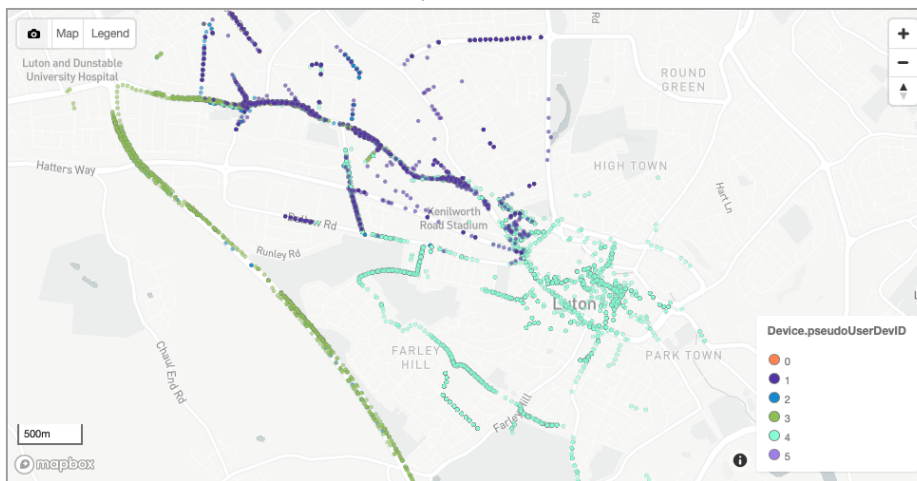 Map
Legend
Rd
Luton and Dunstable
University Hospital
ROUND
GREEN
Hatters Way
HIGH TOWN
Hart Ln
Kenilworth
Road Stadium
Rd
Runley Rd
Luton
Chaul End Rd
FARLEY
HILL
PARK TOWN
Farley Hill
500m
mapbox
Device.pseudoUserDevID
0
1
2
3
4
5